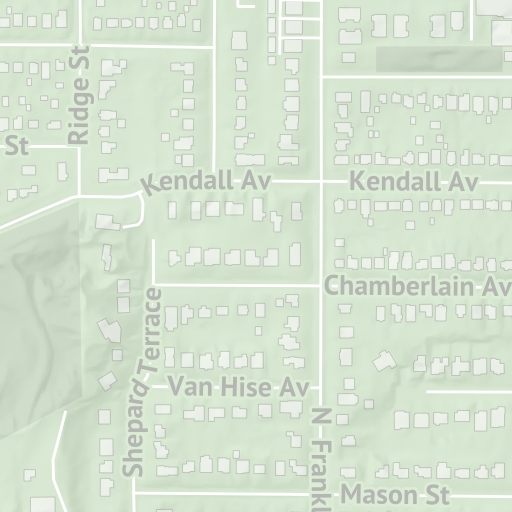 Ridge St
St
Kendall Av
Kendall Av
Chamberlain Av
Shepard Terrace
Van Hise Av
N Frankl
Mason St